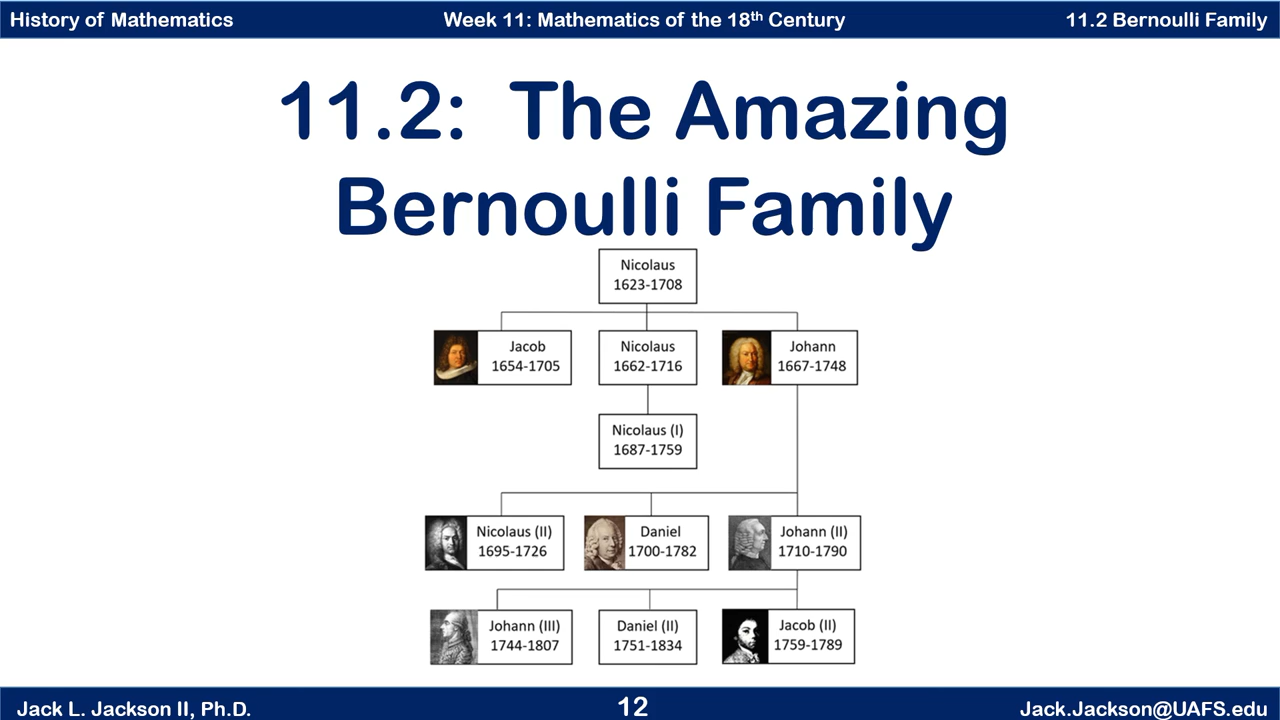 History of Mathematics
Week 11: Mathematics of the 18th Century
11.2 Bernoulli Family
11.2: The Amazing
Bernoulli Family
Nicolaus
1623-1708
Jacob
1654-1705
Nicolaus
1662-1716
Johann
1667-1748
Nicolaus (I)
1687-1759
Nicolaus (II)
1695-1726
Daniel
1700-1782
Johann (II)
1710-1790
Johann (III)
1744-1807
Daniel (II)
1751-1834
Jacob (II)
1759-1789
Jack L. Jackson II, Ph.D.
12
Jack.Jackson@UAFS.edu